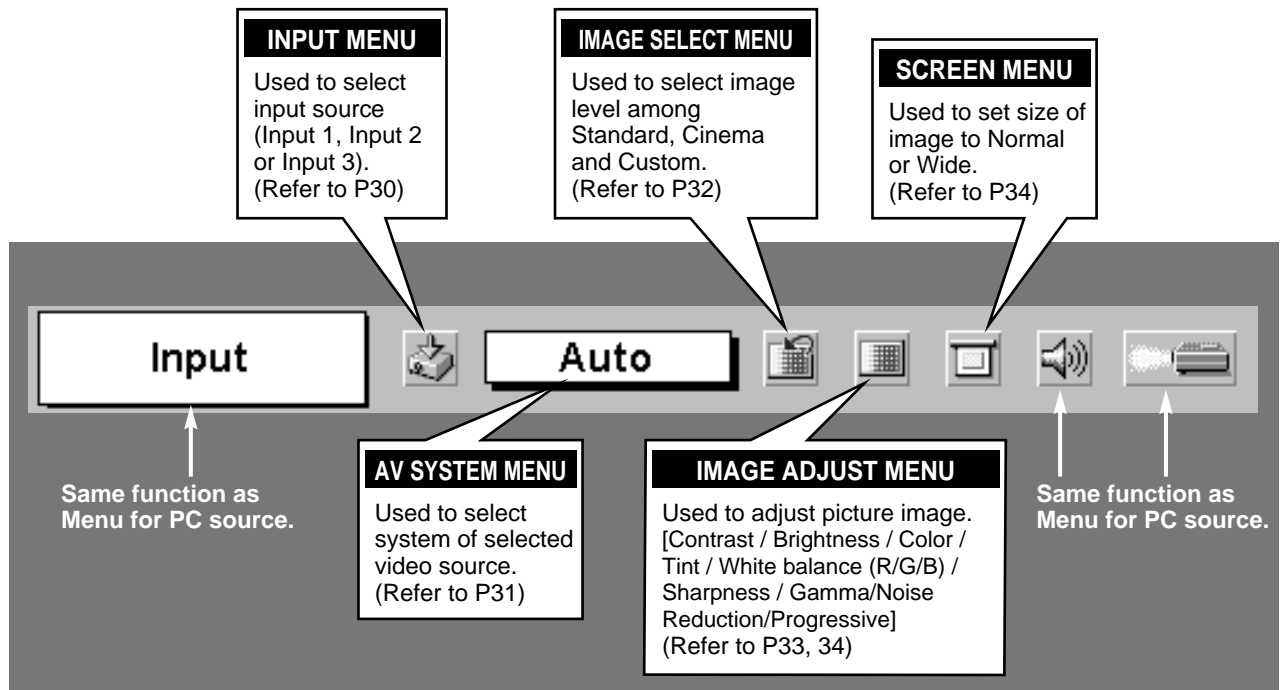 INPUT MENU
Used to select
input source
(Input 1, Input 2
or Input 3).
(Refer to P30)
IMAGE SELECT MENU
Used to select image
level among
Standard, Cinema
and Custom.
(Refer to P32)
SCREEN MENU
Used to set size of
image to Normal
or Wide.
(Refer to P34)
Input
Auto
Same function as
Menu for PC source.
AV SYSTEM MENU
Used to select
system of selected
video source.
(Refer to P31)
IMAGE ADJUST MENU
Used to adjust picture image.
[Contrast / Brightness / Color /
Tint / White balance (R/G/B) /
Sharpness / Gamma/Noise
Reduction/Progressive]
(Refer to P33, 34)
Same function as
Menu for PC source.